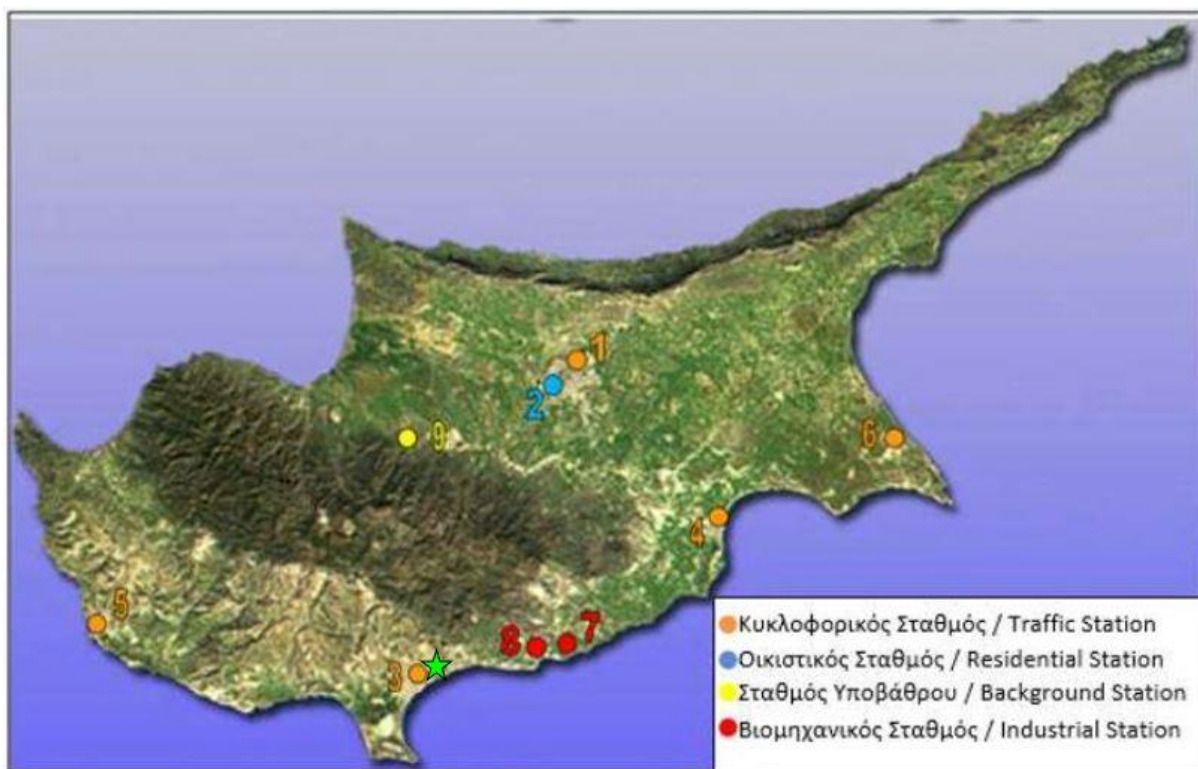 1
2
9
6
4
5
8
7
3
Κυκλοφορικός Σταθμός / Traffic Station
Οικιστικός Σταθμός / Residential Station
Σταθμός Υποβάθρου / Background Station
Βιομηχανικός Σταθμός / Industrial Station